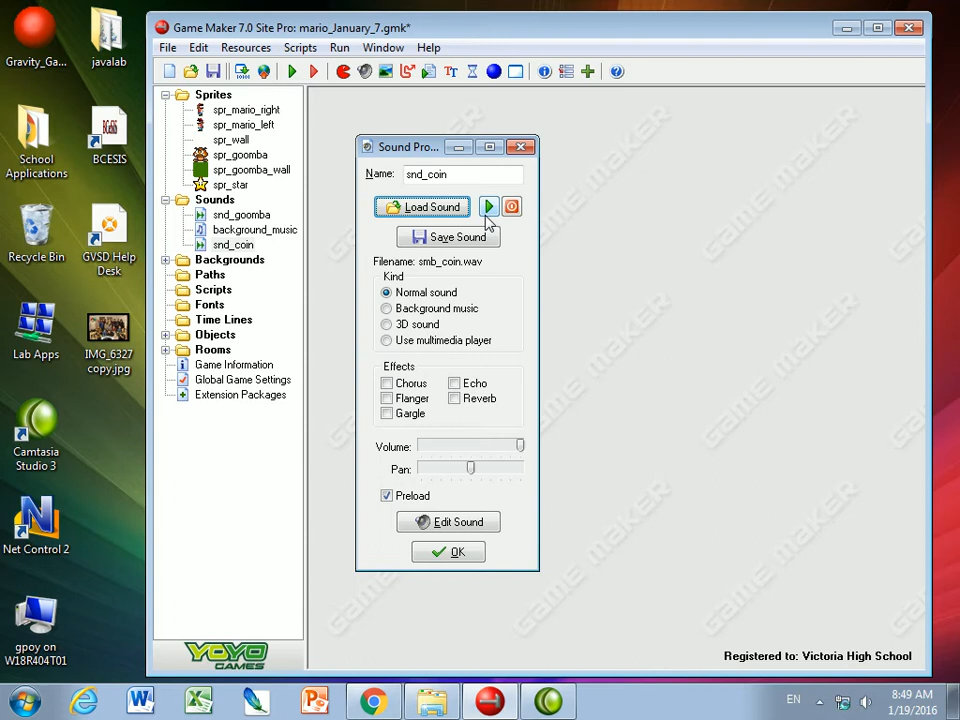 Gravity_Ga...
javalab
School Applications
BCESIS
Recycle Bin
GVSD Help Desk
Lab Apps
IMG_6327 copy.jpg
Camtasia Studio 3
Net Control 2
gpoy on W18R404T01
Game Maker 7.0 Site Pro: mario_January_7.gmk*
File Edit Resources Scripts Run Window Help
Sprites
spr_mario_right
spr_mario_left
spr_wall
spr_goomba
spr_goomba_wall
spr_star
Sounds
snd_goomba
background_music
snd_coin
Backgrounds
Paths
Scripts
Fonts
Time Lines
Objects
Rooms
Game Information
Global Game Settings
Extension Packages
YOYO GAMES
Sound Pro...
Name: snd_coin
Load Sound
Save Sound
Filename: smb_coin.wav
Kind
Normal sound
Background music
3D sound
Use multimedia player
Effects
Chorus Echo
Flanger Reverb
Gargle
Volume:
Pan:
Preload
Edit Sound
OK
GAME MAKER
Registered to: Victoria High School
EN
8:49 AM
1/19/2016